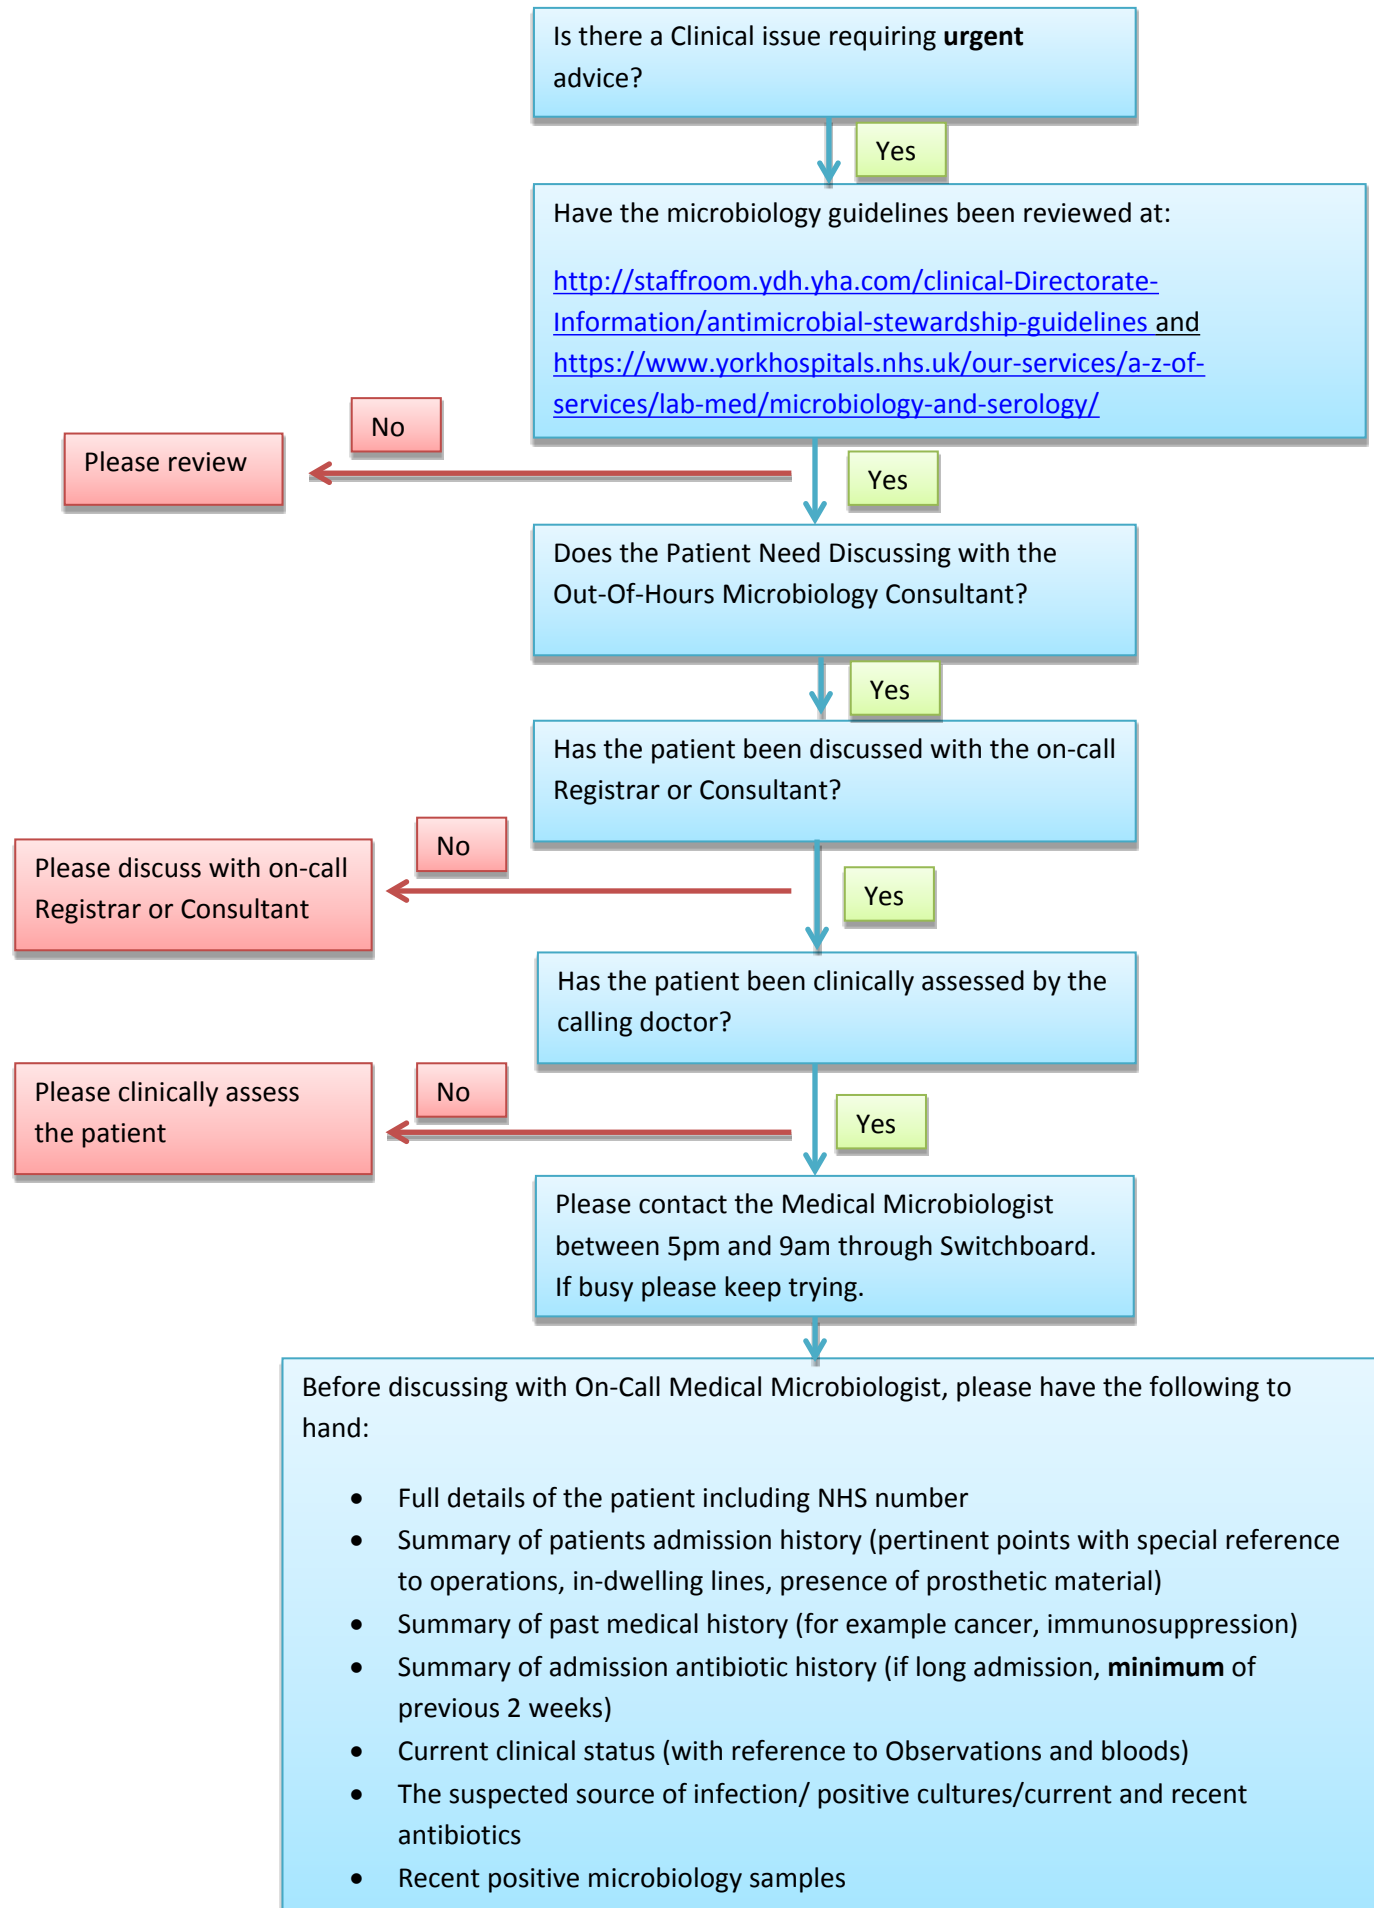 Is there a Clinical issue requiring urgent
advice?
Yes
Have the microbiology guidelines been reviewed at:
http://staffroom.ydh.yha.com/clinical-Directorate-
Information/antimicrobial-stewardship-guidelines and
https://www.yorkhospitals.nhs.uk/our-services/a-z-of-
services/lab-med/microbiology-and-serology/
No
Please review
Yes
Does the Patient Need Discussing with the
Out-Of-Hours Microbiology Consultant?
Yes
Has the patient been discussed with the on-call
Registrar or Consultant?
No
Please discuss with on-call
Registrar or Consultant
Yes
Has the patient been clinically assessed by the
calling doctor?
No
Please clinically assess
the patient
Yes
Please contact the Medical Microbiologist
between 5pm and 9am through Switchboard.
If busy please keep trying.
Before discussing with On-Call Medical Microbiologist, please have the following to
hand:
• Full details of the patient including NHS number
• Summary of patients admission history (pertinent points with special reference
to operations, in-dwelling lines, presence of prosthetic material)
• Summary of past medical history (for example cancer, immunosuppression)
• Summary of admission antibiotic history (if long admission, minimum of
previous 2 weeks)
• Current clinical status (with reference to Observations and bloods)
• The suspected source of infection/ positive cultures/current and recent
antibiotics
• Recent positive microbiology samples